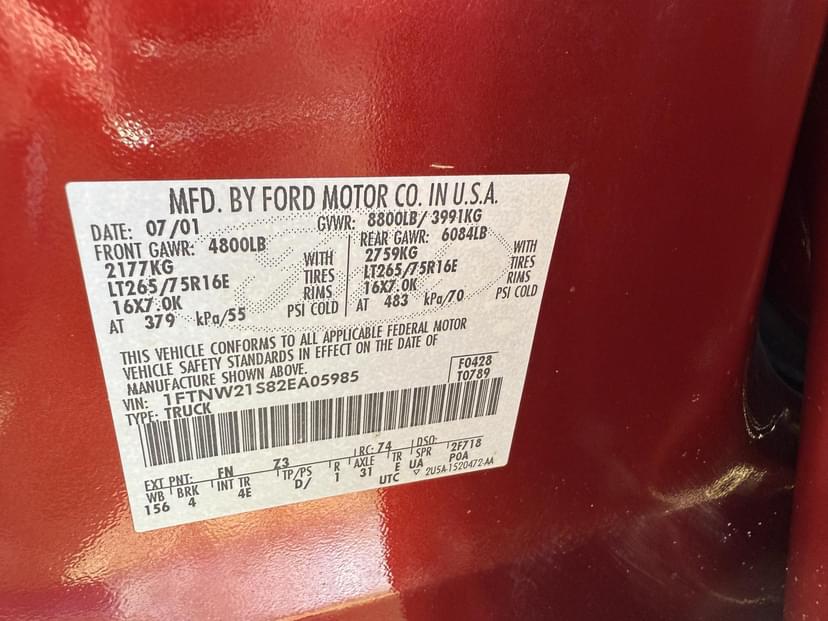 MFD. BY FORD MOTOR CO. IN U.S.A.
DATE: 07/01 GVWR: 8800LB/ 3991KG
FRONT GAWR: 4800LB REAR GAWR: 6084LB
2177KG WITH 2759KG WITH
LT265/75R16E TIRES LT265/75R16E TIRES
16X7.0K RIMS 16X7.0K RIMS
AT 379 kPa/55 PSI COLD AT 483 kPa/70 PSI COLD
THIS VEHICLE CONFORMS TO ALL APPLICABLE FEDERAL MOTOR
VEHICLE SAFETY STANDARDS IN EFFECT ON THE DATE OF
MANUFACTURE SHOWN ABOVE. F0428
VIN: 1FTNW21S82EA05985 T0789
TYPE: TRUCK
EXT PNT: FN Z3 RC: 74 DSO: 2F718
WB BRK INT TR TP/PS R AXLE TR SPR POA
156 4 4E D/ 1 31 E UA
UTC ▽ 2U5A-1520472-AA